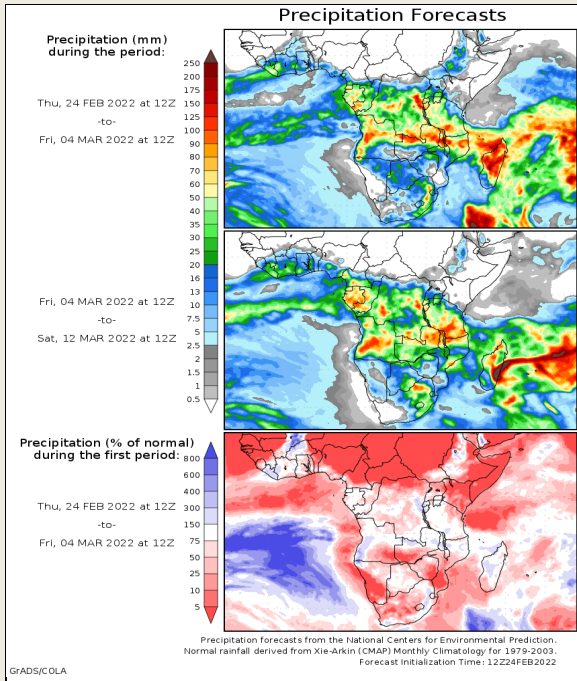 Precipitation Forecasts
Precipitation (mm)
during the period:
Thu, 24 FEB 2022 at 12Z
-to-
Fri, 04 MAR 2022 at 12Z
250
200
175
150
125
100
90
80
70
60
50
40
35
30
25
20
16
13
10
7.5
5
2.5
2
1.5
1
0.5
Fri, 04 MAR 2022 at 12Z
-to-
Sat, 12 MAR 2022 at 12Z
Precipitation (% of normal)
during the first period:
Thu, 24 FEB 2022 at 12Z
-to-
Fri, 04 MAR 2022 at 12Z
800
600
400
300
150
75
50
25
10
5
Precipitation forecasts from the National Centers for Environmental Prediction.
Normal rainfall derived from Xie-Arkin (CMAP) Monthly Climatology for 1979-2003.
Forecast Initialization Time: 12Z24FEB2022
GrADS/COLA